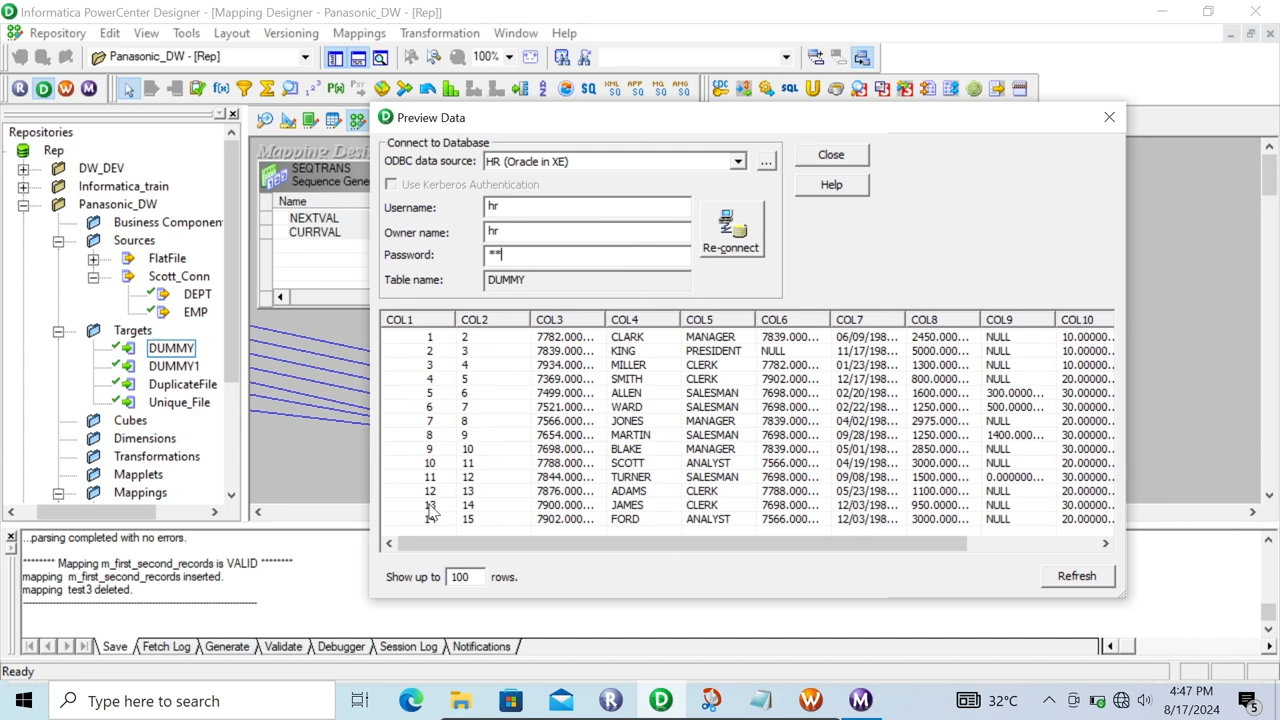 Informatica PowerCenter Designer - [Mapping Designer - Panasonic_DW - [Rep]]
Repository Edit View Tools Layout Versioning Mappings Transformation Window Help
Panasonic_DW - [Rep] 100%
Repositories
Rep
DW_DEV
Informatica_train
Panasonic_DW
Business Componen
Sources
FlatFile
Scott_Conn
DEPT
EMP
Targets
DUMMY
DUMMY1
DuplicateFile
Unique_File
Cubes
Dimensions
Transformations
Mapplets
Mappings
Mapping Desi
SEQTRANS
Sequence Gene
Name
NEXTVAL
CURRVAL
Preview Data
Connect to Database
ODBC data source: HR (Oracle in XE) ...
Use Kerberos Authentication
Username: hr
Owner name: hr
Password: **
Table name: DUMMY
Re-connect
Close
Help
COL1 COL2 COL3 COL4 COL5 COL6 COL7 COL8 COL9 COL10
1 2 7782.000... CLARK MANAGER 7839.000... 06/09/198... 2450.000... NULL 10.00000..
2 3 7839.000... KING PRESIDENT NULL 11/17/198... 5000.000... NULL 10.00000..
3 4 7934.000... MILLER CLERK 7782.000... 01/23/198... 1300.000... NULL 10.00000..
4 5 7369.000... SMITH CLERK 7902.000... 12/17/198... 800.0000... NULL 20.00000..
5 6 7499.000... ALLEN SALESMAN 7698.000... 02/20/198... 1600.000... 300.0000... 30.00000..
6 7 7521.000... WARD SALESMAN 7698.000... 02/22/198... 1250.000... 500.0000... 30.00000..
7 8 7566.000... JONES MANAGER 7839.000... 04/02/198... 2975.000... NULL 20.00000..
8 9 7654.000... MARTIN SALESMAN 7698.000... 09/28/198... 1250.000... 1400.000... 30.00000..
9 10 7698.000... BLAKE MANAGER 7839.000... 05/01/198... 2850.000... NULL 30.00000..
10 11 7788.000... SCOTT ANALYST 7566.000... 04/19/198... 3000.000... NULL 20.00000..
11 12 7844.000... TURNER SALESMAN 7698.000... 09/08/198... 1500.000... 0.000000... 30.00000..
12 13 7876.000... ADAMS CLERK 7788.000... 05/23/198... 1100.000... NULL 20.00000..
13 14 7900.000... JAMES CLERK 7698.000... 12/03/198... 950.0000... NULL 30.00000..
14 15 7902.000... FORD ANALYST 7566.000... 12/03/198... 3000.000... NULL 20.00000..
Show up to 100 rows.
Refresh
...parsing completed with no errors.
******** Mapping m_first_second_records is VALID ********
mapping m_first_second_records inserted.
mapping test3 deleted.
Save Fetch Log Generate Validate Debugger Session Log Notifications
Ready
Type here to search
32°C
4:47 PM
8/17/2024
5